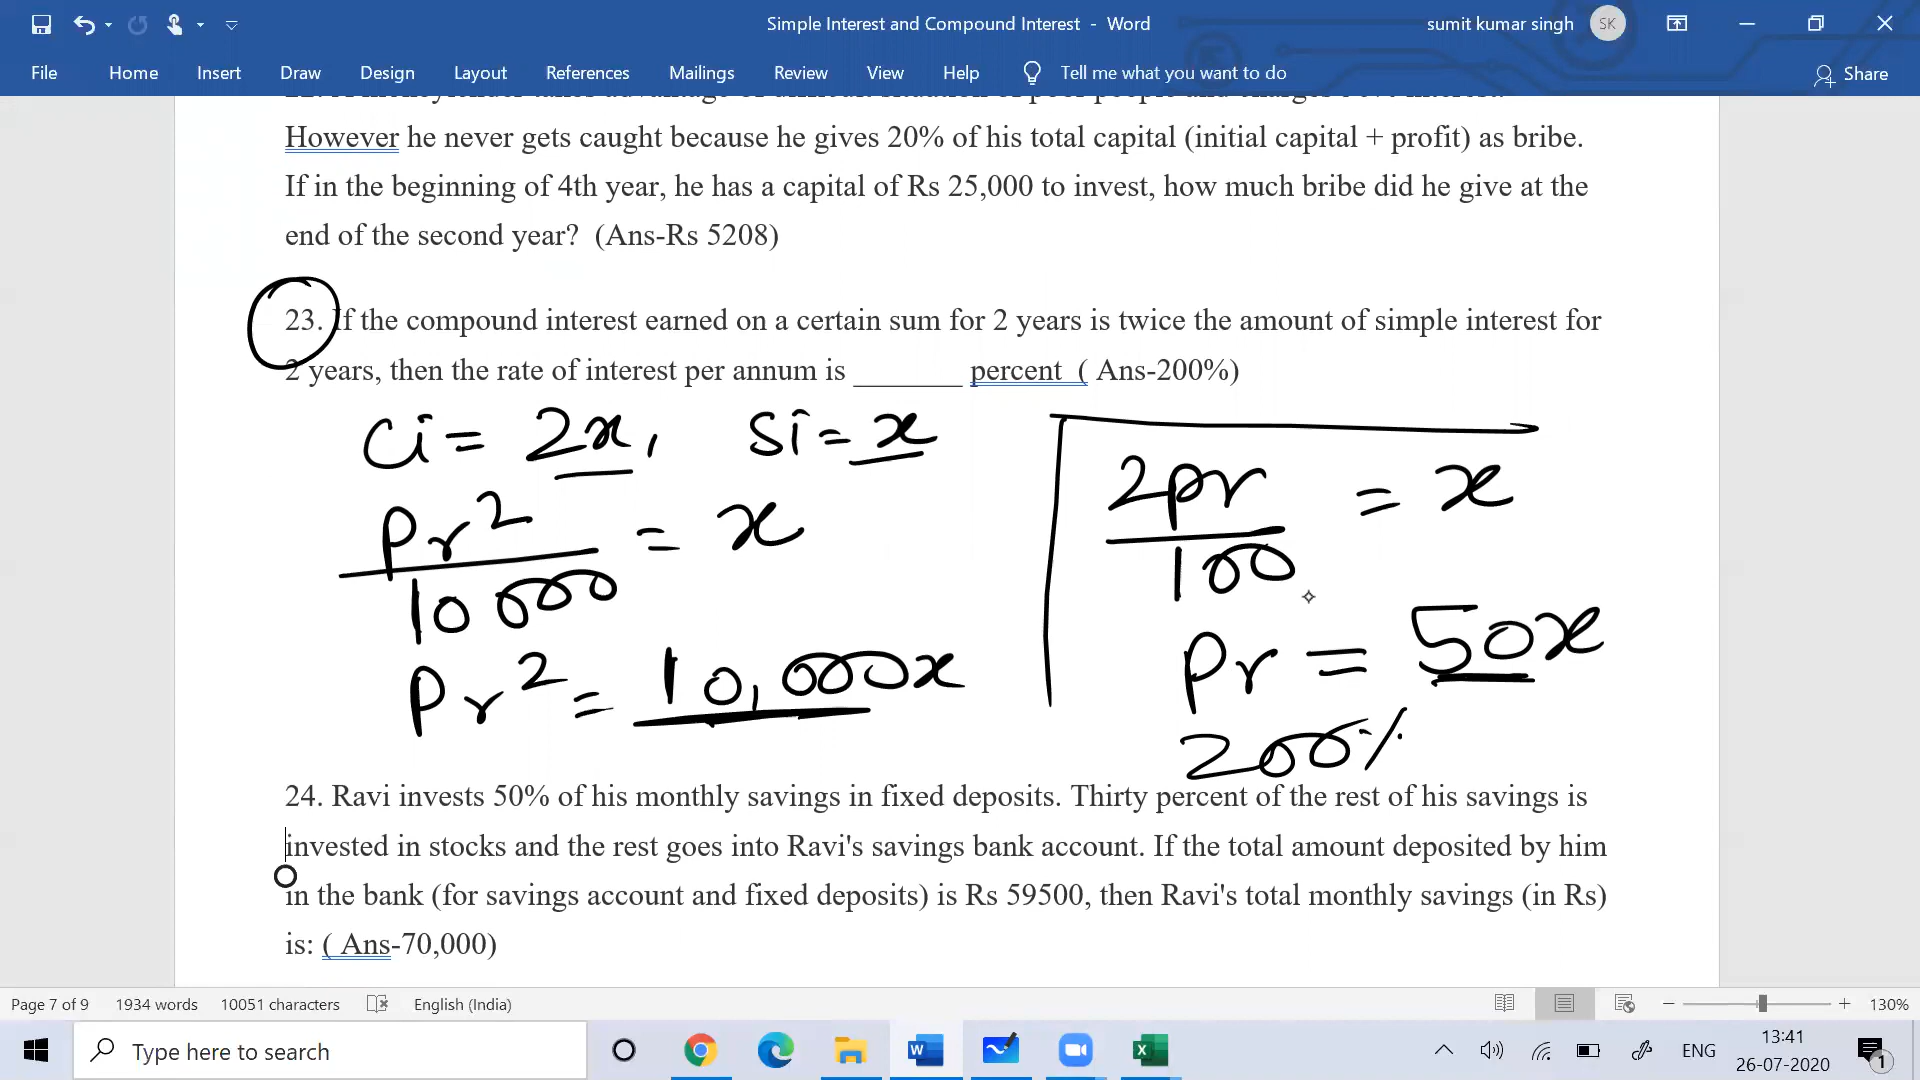 Simple Interest and Compound Interest - Word
sumit kumar singh SK
File Home Insert Draw Design Layout References Mailings Review View Help Tell me what you want to do Share
However he never gets caught because he gives 20% of his total capital (initial capital + profit) as bribe.
If in the beginning of 4th year, he has a capital of Rs 25,000 to invest, how much bribe did he give at the
end of the second year? (Ans-Rs 5208)
23. If the compound interest earned on a certain sum for 2 years is twice the amount of simple interest for
2 years, then the rate of interest per annum is _______ percent ( Ans-200%)
Ci = 2x, Si = x
Pr²/10000 = x
Pr² = 10,000x
2pr/100 = x
Pr = 50x
200%
24. Ravi invests 50% of his monthly savings in fixed deposits. Thirty percent of the rest of his savings is
invested in stocks and the rest goes into Ravi's savings bank account. If the total amount deposited by him
in the bank (for savings account and fixed deposits) is Rs 59500, then Ravi's total monthly savings (in Rs)
is: ( Ans-70,000)
Page 7 of 9 1934 words 10051 characters English (India) 130%
Type here to search
ENG
13:41
26-07-2020
1